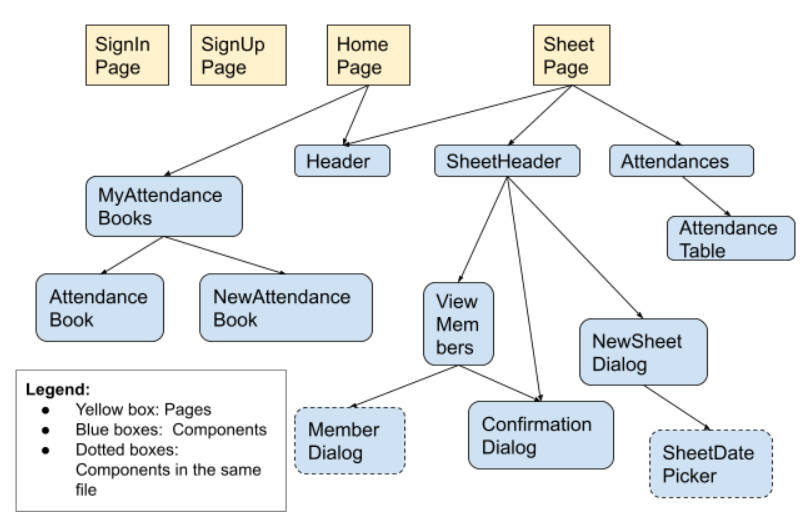 SignIn
Page
SignUp
Page
Home
Page
Sheet
Page
Header
SheetHeader
Attendances
MyAttendance
Books
Attendance
Table
Attendance
Book
NewAttendance
Book
View
Mem
bers
NewSheet
Dialog
Legend:
● Yellow box: Pages
● Blue boxes: Components
● Dotted boxes:
Components in the same
file
Member
Dialog
Confirmation
Dialog
SheetDate
Picker